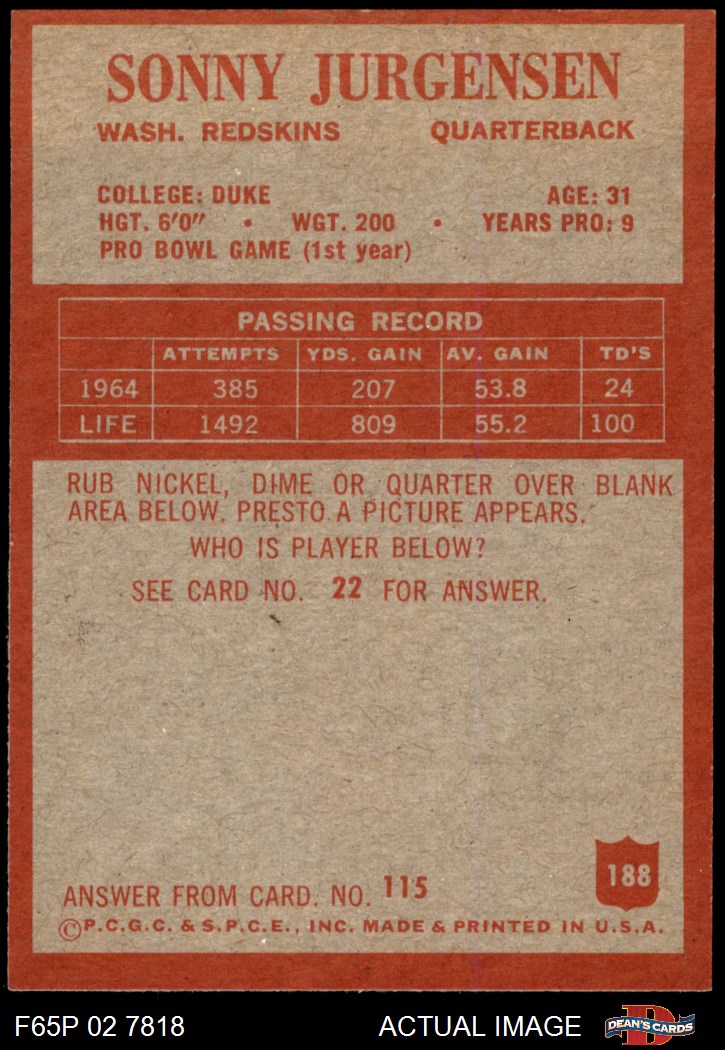 SONNY JURGENSEN
WASH. REDSKINS QUARTERBACK
COLLEGE: DUKE AGE: 31
HGT. 6'0" • WGT. 200 • YEARS PRO: 9
PRO BOWL GAME (1st year)
PASSING RECORD
ATTEMPTS YDS. GAIN AV. GAIN TD'S
1964 385 207 53.8 24
LIFE 1492 809 55.2 100
RUB NICKEL, DIME OR QUARTER OVER BLANK
AREA BELOW. PRESTO A PICTURE APPEARS.
WHO IS PLAYER BELOW?
SEE CARD NO. 22 FOR ANSWER.
188
ANSWER FROM CARD. NO. 115
©P.C.G.C. & S.P.C.E., INC. MADE & PRINTED IN U.S.A.
F65P 02 7818 ACTUAL IMAGE D DEAN'S CARDS